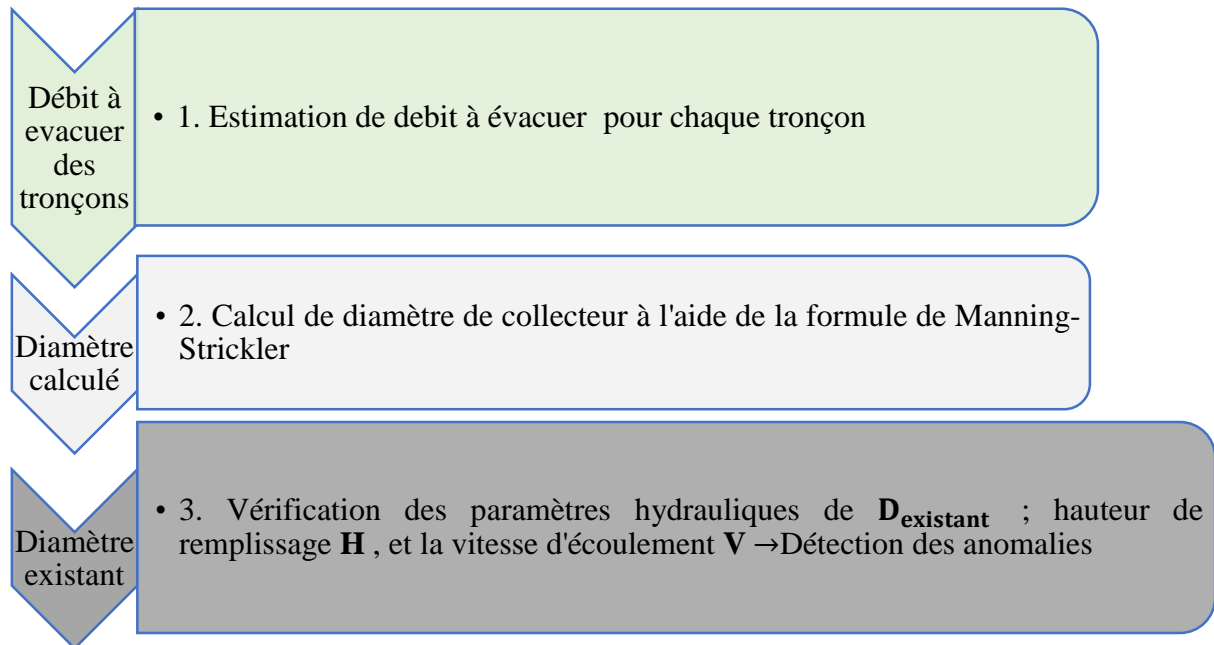 Débit à
evacuer
des
tronçons
• 1. Estimation de debit à évacuer pour chaque tronçon
Diamètre
calculé
• 2. Calcul de diamètre de collecteur à l'aide de la formule de Manning-
Strickler
Diamètre
existant
• 3. Vérification des paramètres hydrauliques de D_existant ; hauteur de
remplissage H , et la vitesse d'écoulement V →Détection des anomalies